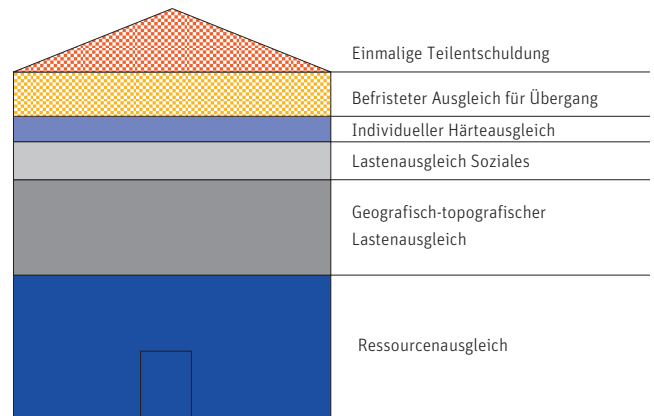 Einmalige Teilentschuldung
Befristeter Ausgleich für Übergang
Individueller Härteausgleich
Lastenausgleich Soziales
Geografisch-topografischer
Lastenausgleich
Ressourcenausgleich